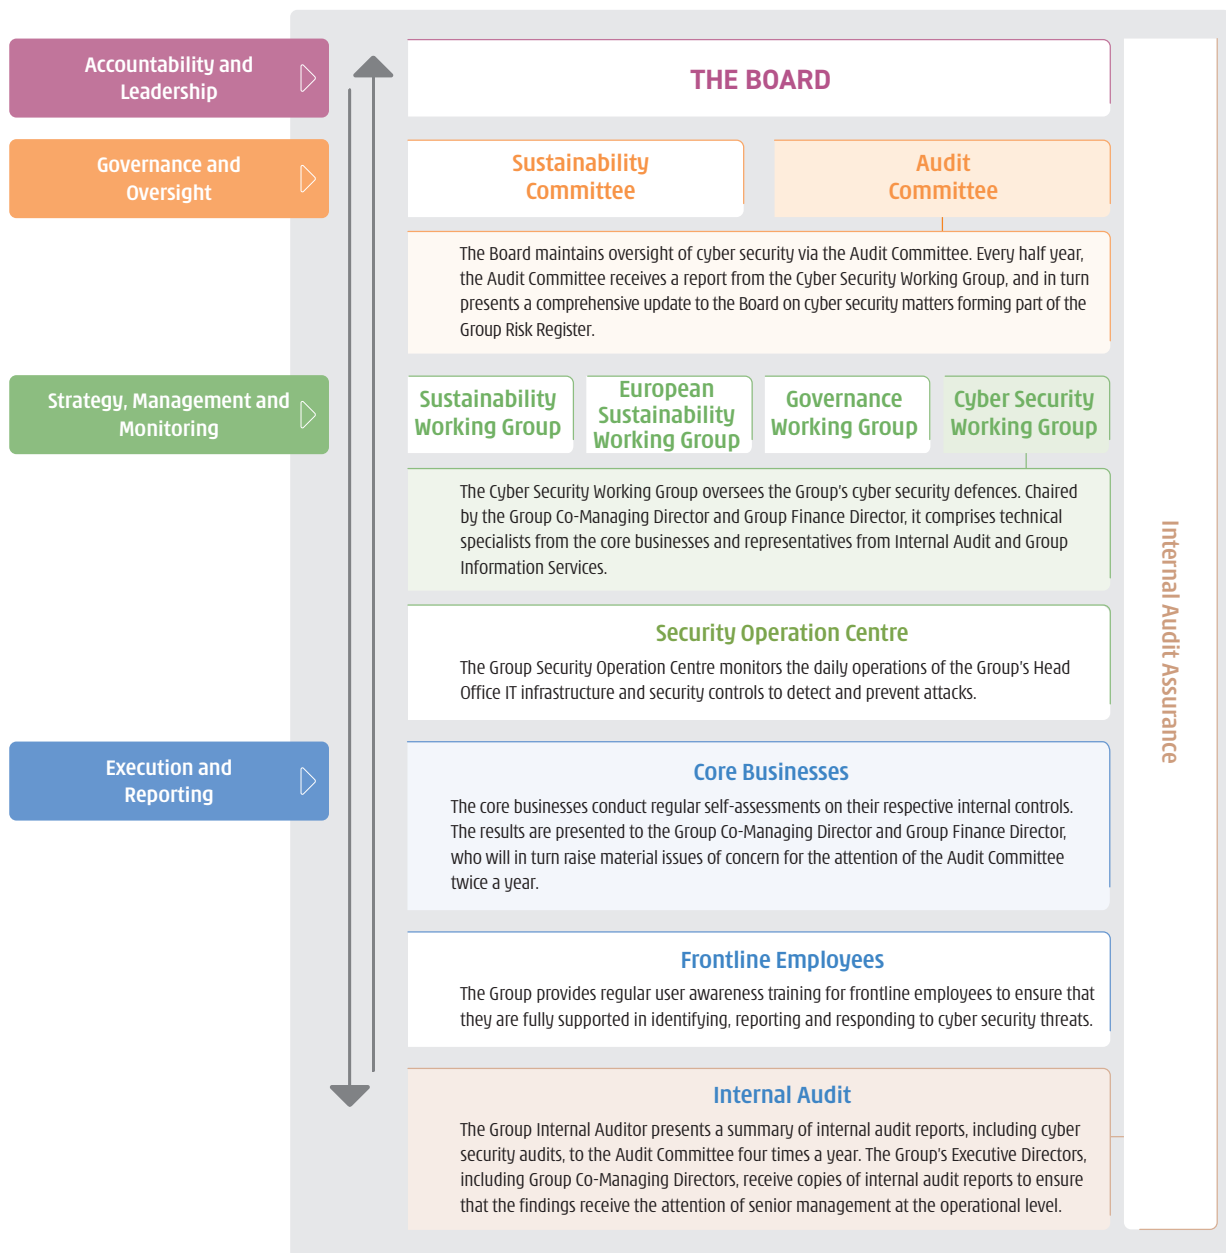 Accountability and
Leadership
THE BOARD
Governance and
Oversight
Sustainability
Committee
Audit
Committee
The Board maintains oversight of cyber security via the Audit Committee. Every half year,
the Audit Committee receives a report from the Cyber Security Working Group, and in turn
presents a comprehensive update to the Board on cyber security matters forming part of the
Group Risk Register.
Strategy, Management and
Monitoring
Sustainability
Working Group
European
Sustainability
Working Group
Governance
Working Group
Cyber Security
Working Group
The Cyber Security Working Group oversees the Group's cyber security defences. Chaired
by the Group Co-Managing Director and Group Finance Director, it comprises technical
specialists from the core businesses and representatives from Internal Audit and Group
Information Services.
Security Operation Centre
The Group Security Operation Centre monitors the daily operations of the Group's Head
Office IT infrastructure and security controls to detect and prevent attacks.
Execution and
Reporting
Core Businesses
The core businesses conduct regular self-assessments on their respective internal controls.
The results are presented to the Group Co-Managing Director and Group Finance Director,
who will in turn raise material issues of concern for the attention of the Audit Committee
twice a year.
Frontline Employees
The Group provides regular user awareness training for frontline employees to ensure that
they are fully supported in identifying, reporting and responding to cyber security threats.
Internal Audit
The Group Internal Auditor presents a summary of internal audit reports, including cyber
security audits, to the Audit Committee four times a year. The Group's Executive Directors,
including Group Co-Managing Directors, receive copies of internal audit reports to ensure
that the findings receive the attention of senior management at the operational level.
Internal Audit Assurance